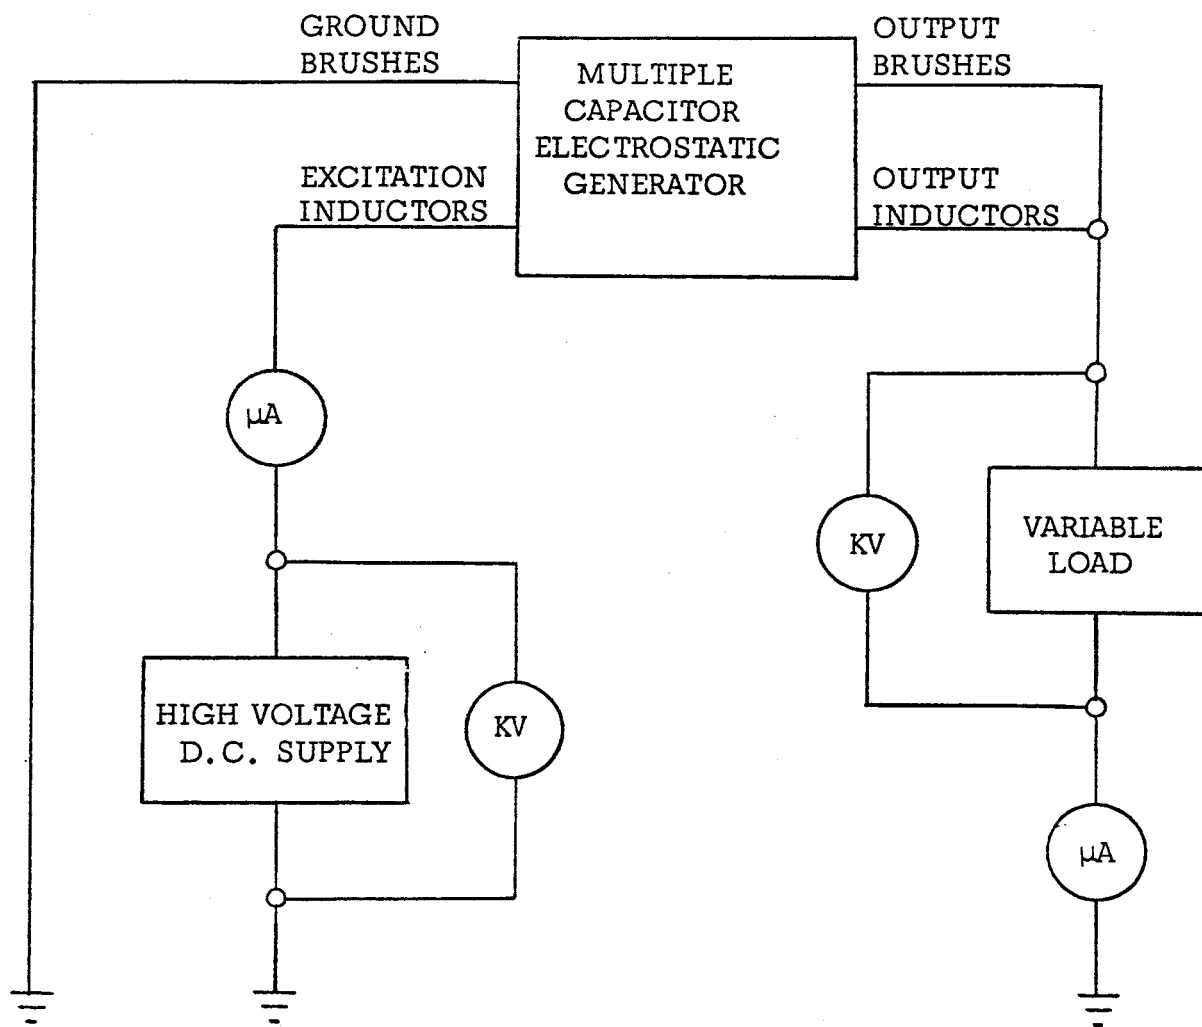 GROUND
BRUSHES
MULTIPLE
CAPACITOR
ELECTROSTATIC
GENERATOR
OUTPUT
BRUSHES
EXCITATION
INDUCTORS
OUTPUT
INDUCTORS
μA
KV
VARIABLE
LOAD
HIGH VOLTAGE
D.C. SUPPLY
KV
μA